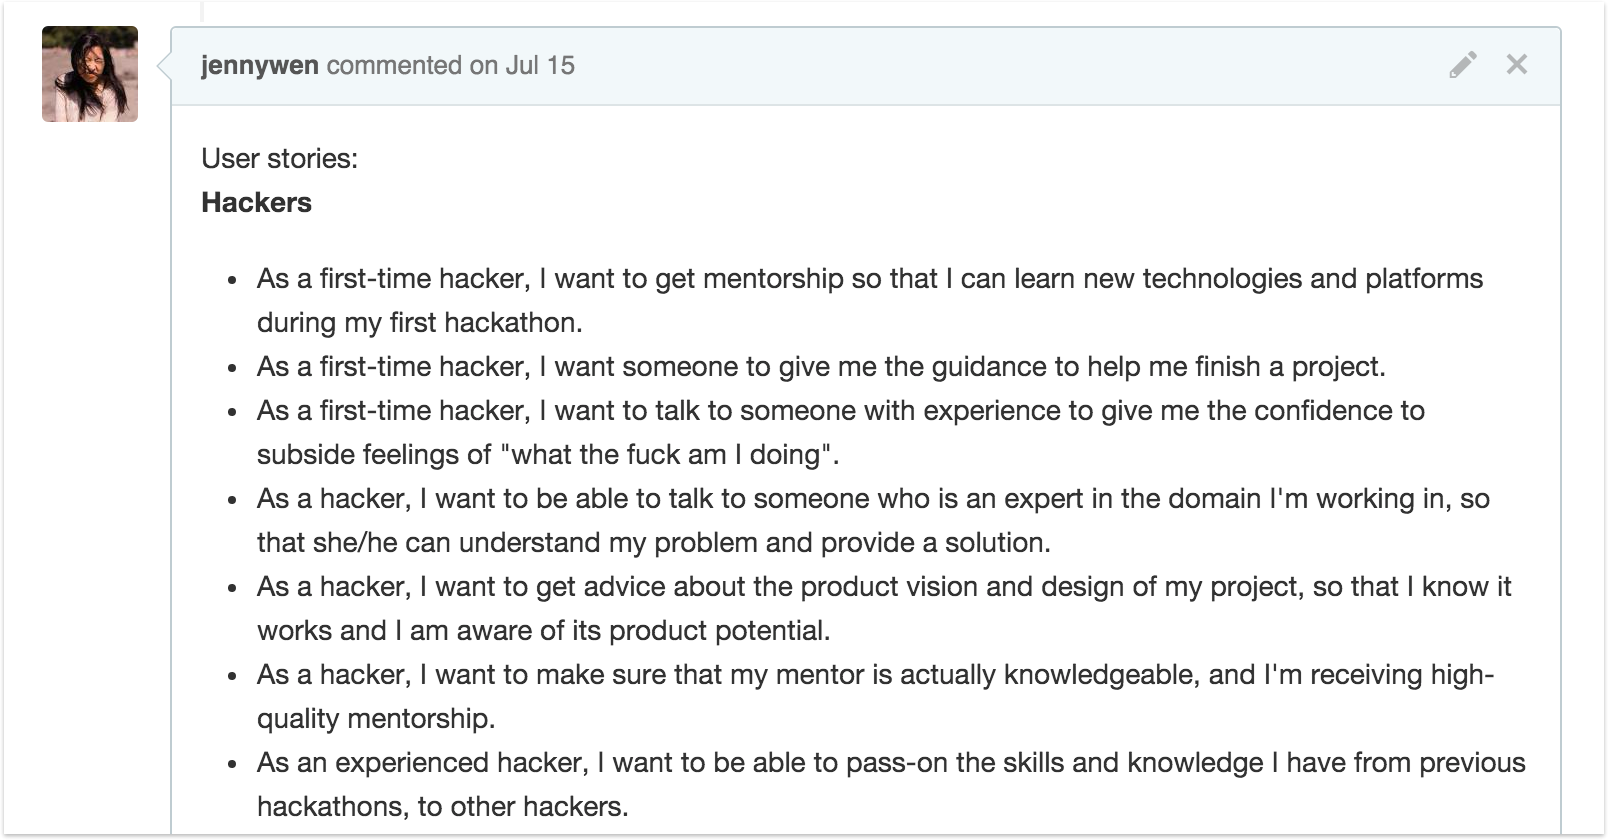 jennywen commented on Jul 15
User stories:
Hackers
• As a first-time hacker, I want to get mentorship so that I can learn new technologies and platforms
during my first hackathon.
• As a first-time hacker, I want someone to give me the guidance to help me finish a project.
• As a first-time hacker, I want to talk to someone with experience to give me the confidence to
subside feelings of "what the fuck am I doing".
• As a hacker, I want to be able to talk to someone who is an expert in the domain I'm working in, so
that she/he can understand my problem and provide a solution.
• As a hacker, I want to get advice about the product vision and design of my project, so that I know it
works and I am aware of its product potential.
• As a hacker, I want to make sure that my mentor is actually knowledgeable, and I'm receiving high-
quality mentorship.
• As an experienced hacker, I want to be able to pass-on the skills and knowledge I have from previous
hackathons, to other hackers.